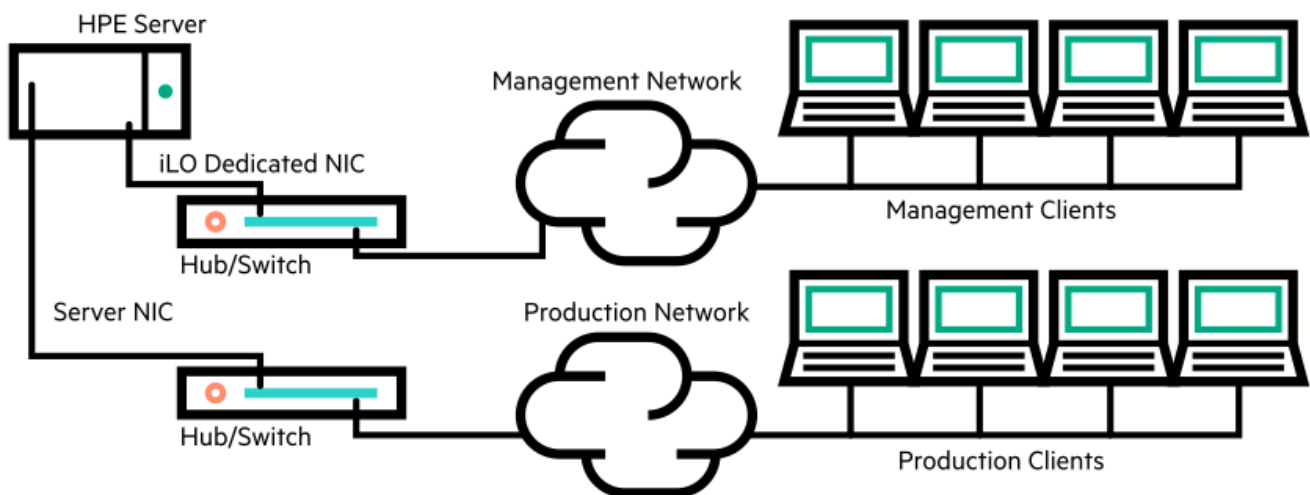 HPE Server
Management Network
iLO Dedicated NIC
Management Clients
Hub/Switch
Server NIC
Production Network
Hub/Switch
Production Clients